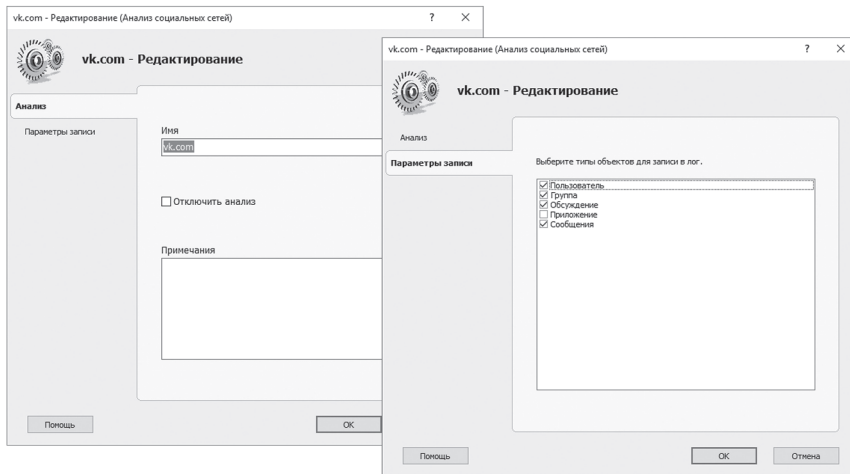 vk.com - Редактирование (Анализ социальных сетей)
vk.com - Редактирование
Анализ
Параметры записи
Имя
vk.com
Отключить анализ
Примечания
Помощь
OK
vk.com - Редактирование (Анализ социальных сетей)
vk.com - Редактирование
Анализ
Параметры записи
Выберите типы объектов для записи в лог.
Пользователь
Группа
Обсуждение
Приложение
Сообщения
Помощь
OK
Отмена